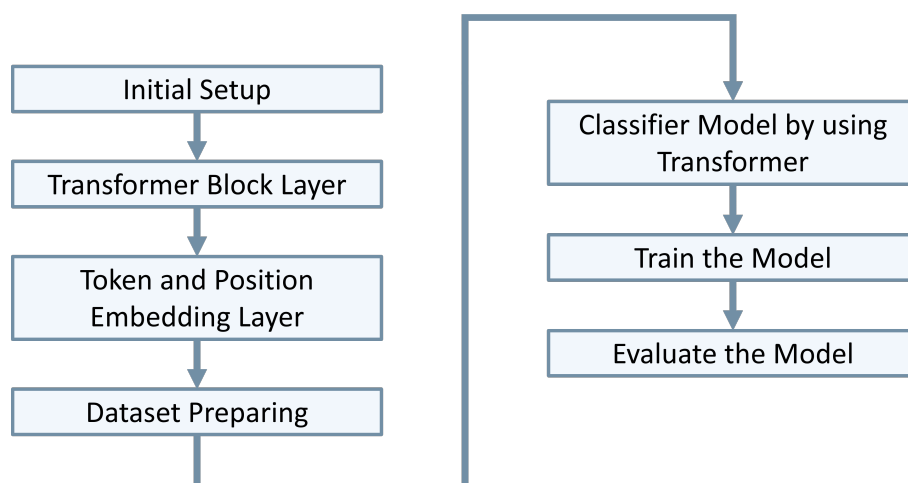 Initial Setup
Transformer Block Layer
Token and Position
Embedding Layer
Dataset Preparing
Classifier Model by using
Transformer
Train the Model
Evaluate the Model